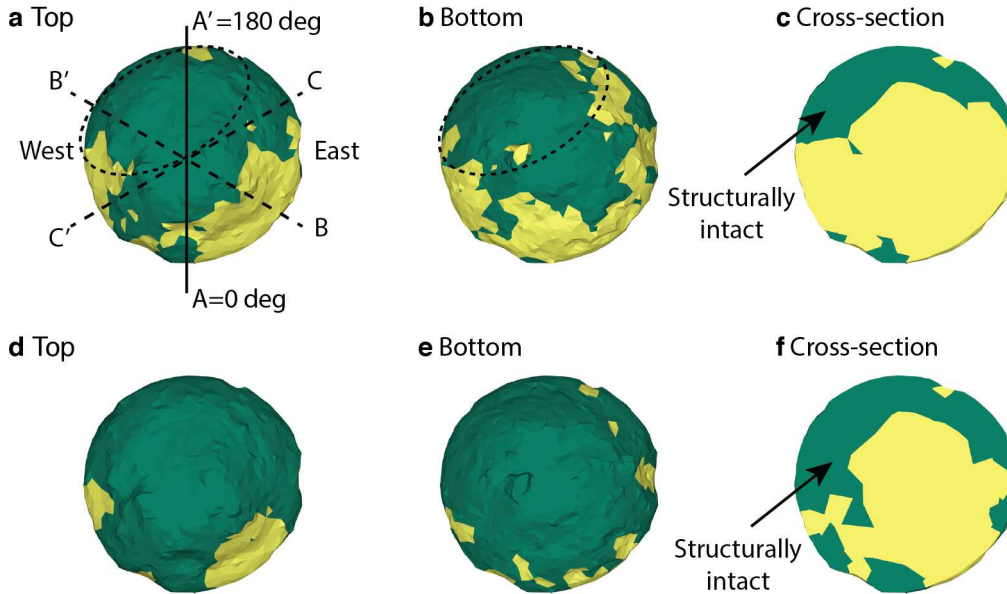 a Top
A'=180 deg
B'
C
West
East
C'
B
A=0 deg
b Bottom
c Cross-section
Structurally
intact
d Top
e Bottom
f Cross-section
Structurally
intact